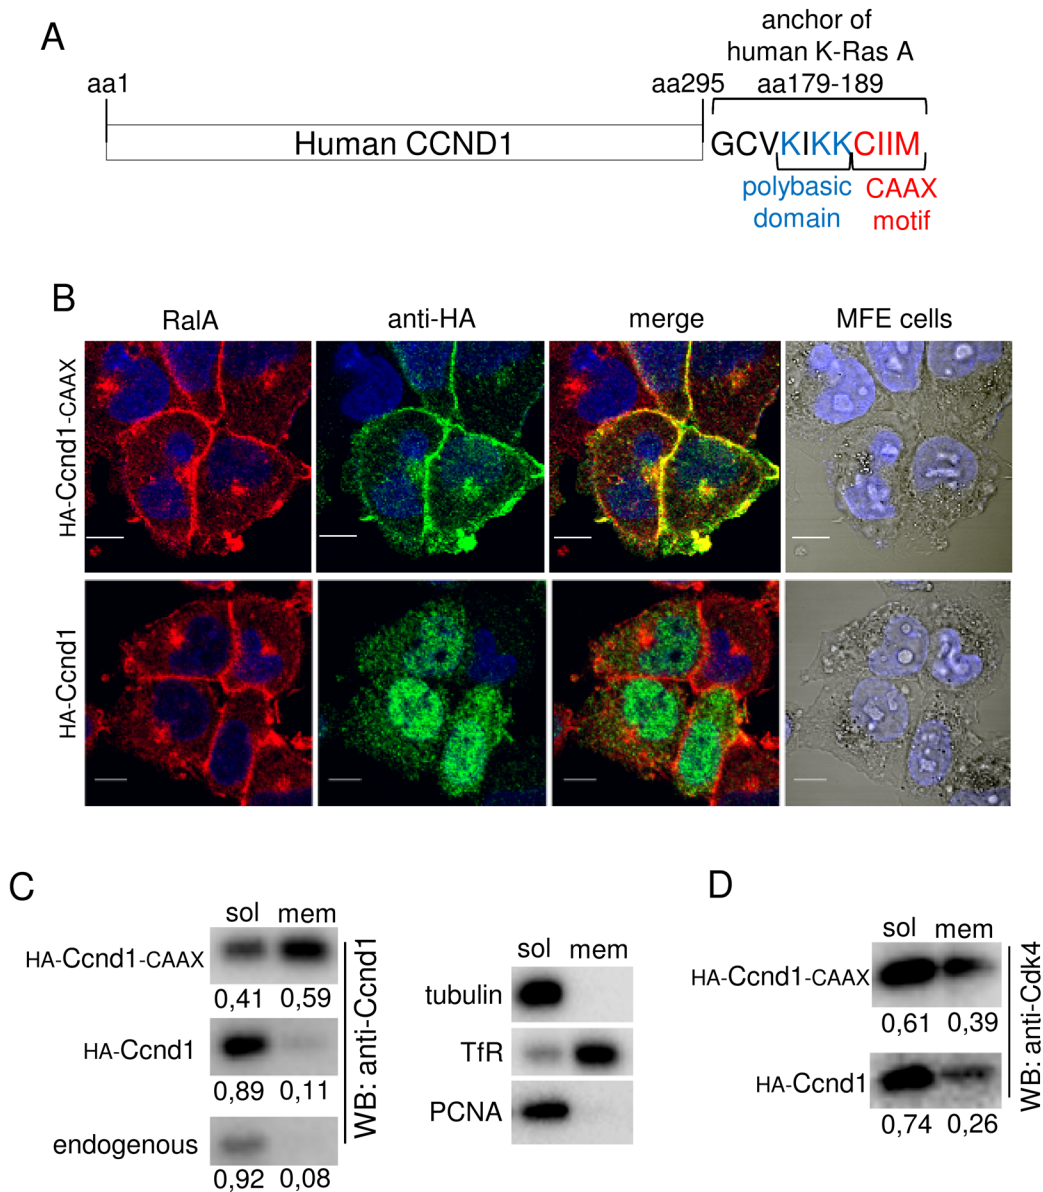 A
anchor of
human K-Ras A
aa1
aa295
aa179-189
Human CCND1
GCVKIKKCIIM
polybasic
domain
CAAX
motif
B
RalA
anti-HA
merge
MFE cells
HA-Ccnd1-CAAX
HA-Ccnd1
C
sol mem
HA-Ccnd1-CAAX
0,41 0,59
HA-Ccnd1
0,89 0,11
endogenous
0,92 0,08
WB: anti-Ccnd1
sol mem
tubulin
TfR
PCNA
D
sol mem
HA-Ccnd1-CAAX
0,61 0,39
HA-Ccnd1
0,74 0,26
WB: anti-Cdk4